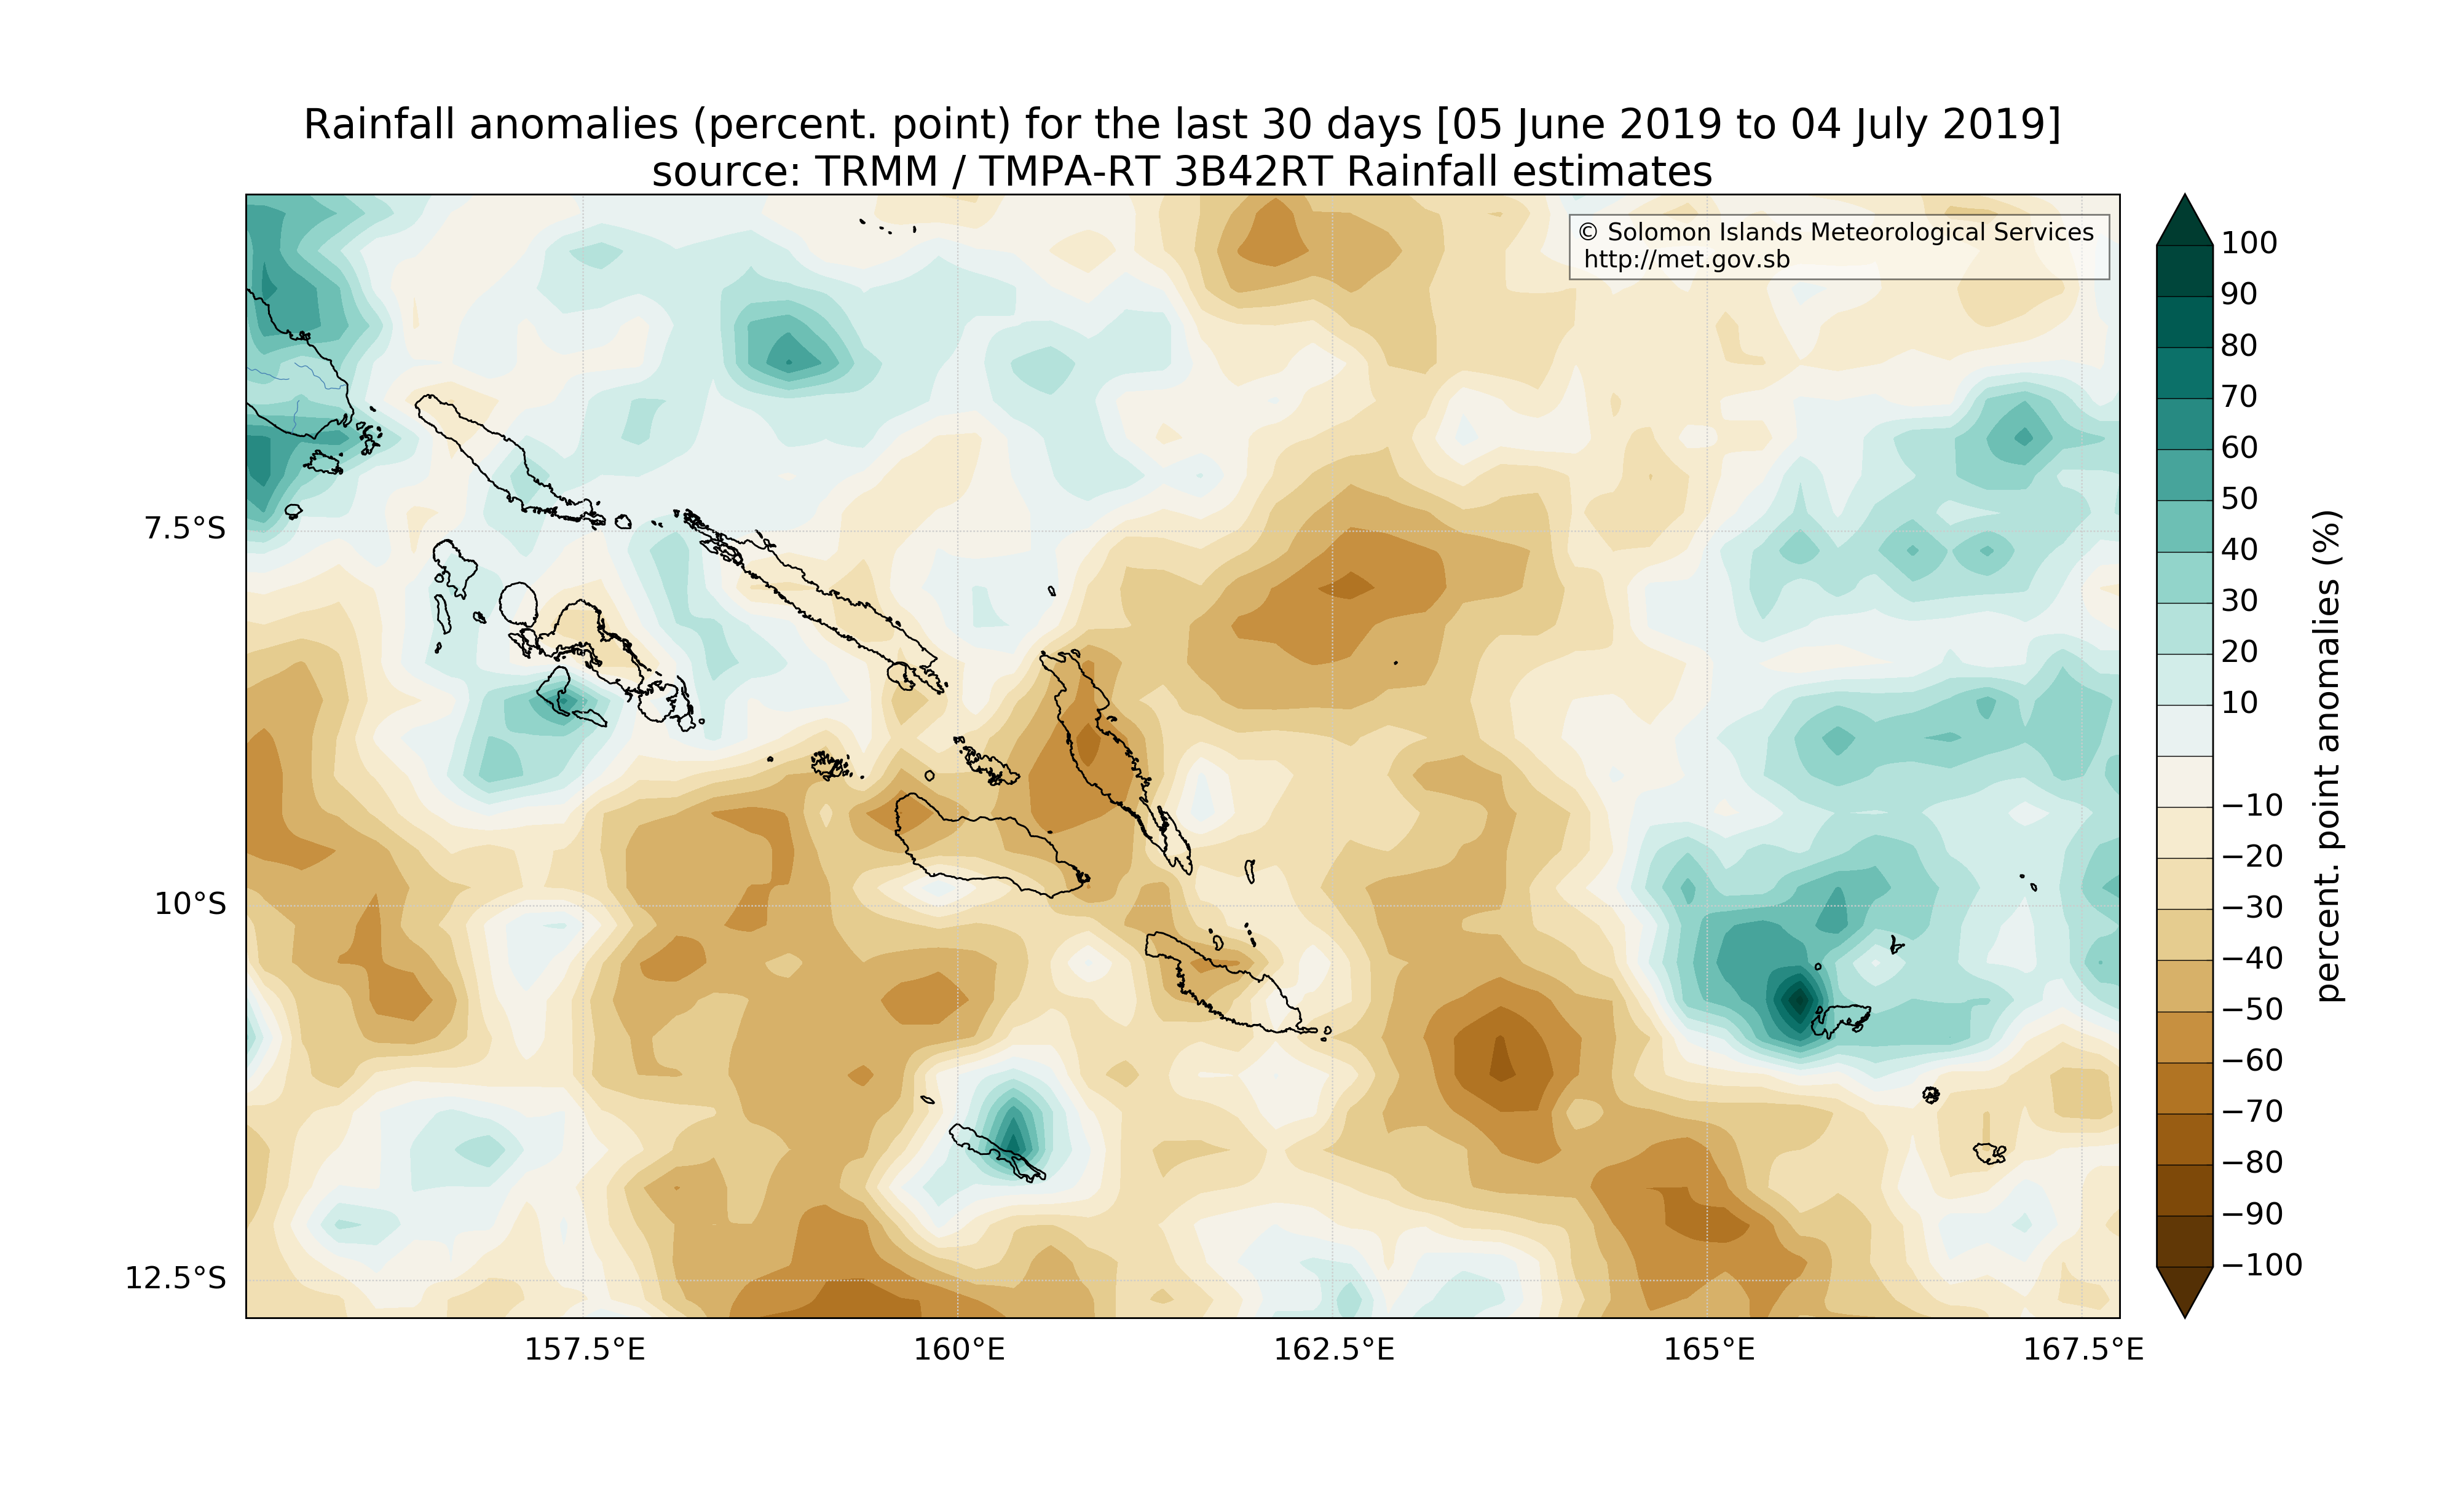 Rainfall anomalies (percent. point) for the last 30 days [05 June 2019 to 04 July 2019]
source: TRMM / TMPA-RT 3B42RT Rainfall estimates
© Solomon Islands Meteorological Services
http://met.gov.sb
7.5°S
10°S
12.5°S
157.5°E
160°E
162.5°E
165°E
167.5°E
100
90
80
70
60
50
40
30
20
10
−10
−20
−30
−40
−50
−60
−70
−80
−90
−100
percent. point anomalies (%)